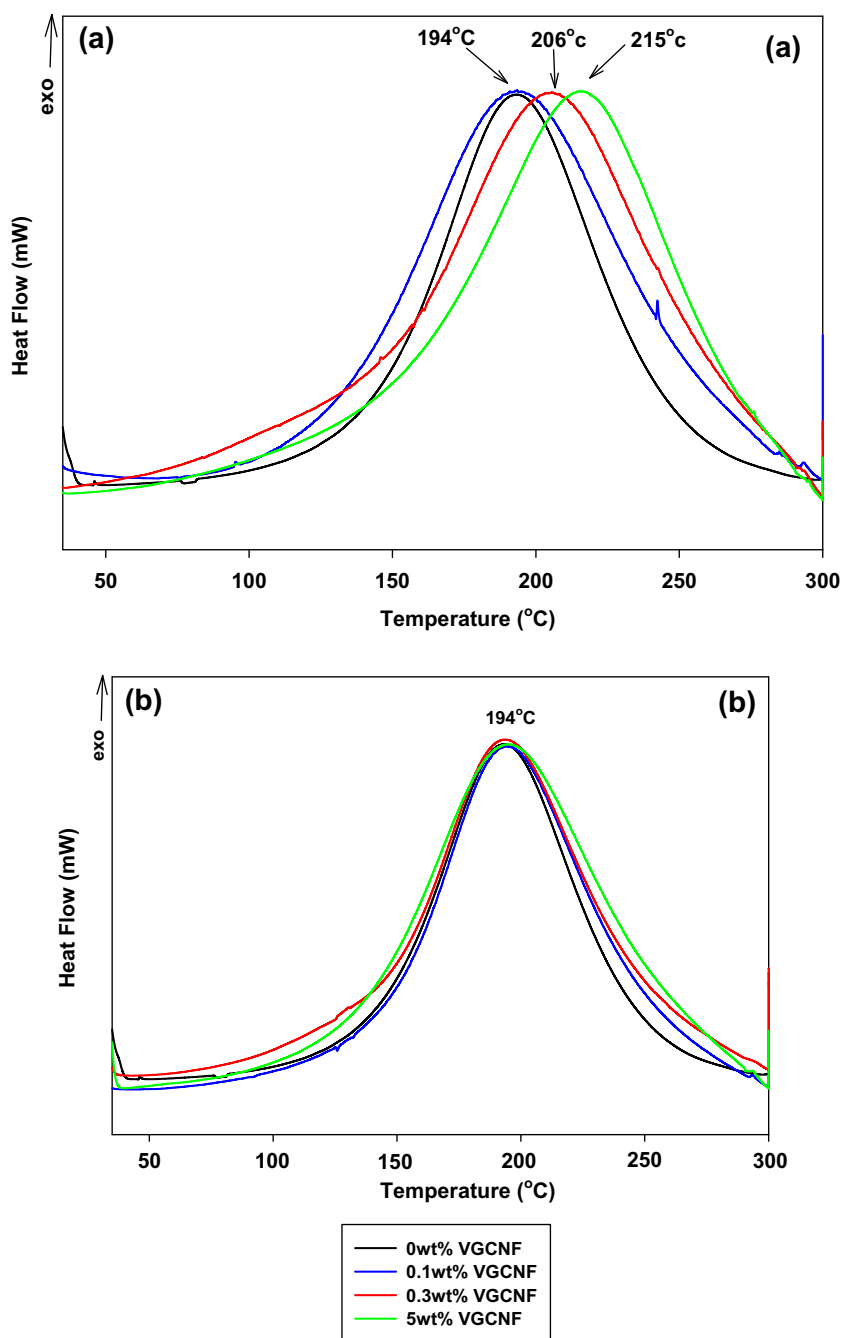 (a) 194°C 206°c 215°c (a)
exo
Heat Flow (mW)
50 100 150 200 250 300
Temperature (°C)
(b) 194°C (b)
exo
Heat Flow (mW)
50 100 150 200 250 300
Temperature (°C)
0wt% VGCNF
0.1wt% VGCNF
0.3wt% VGCNF
5wt% VGCNF